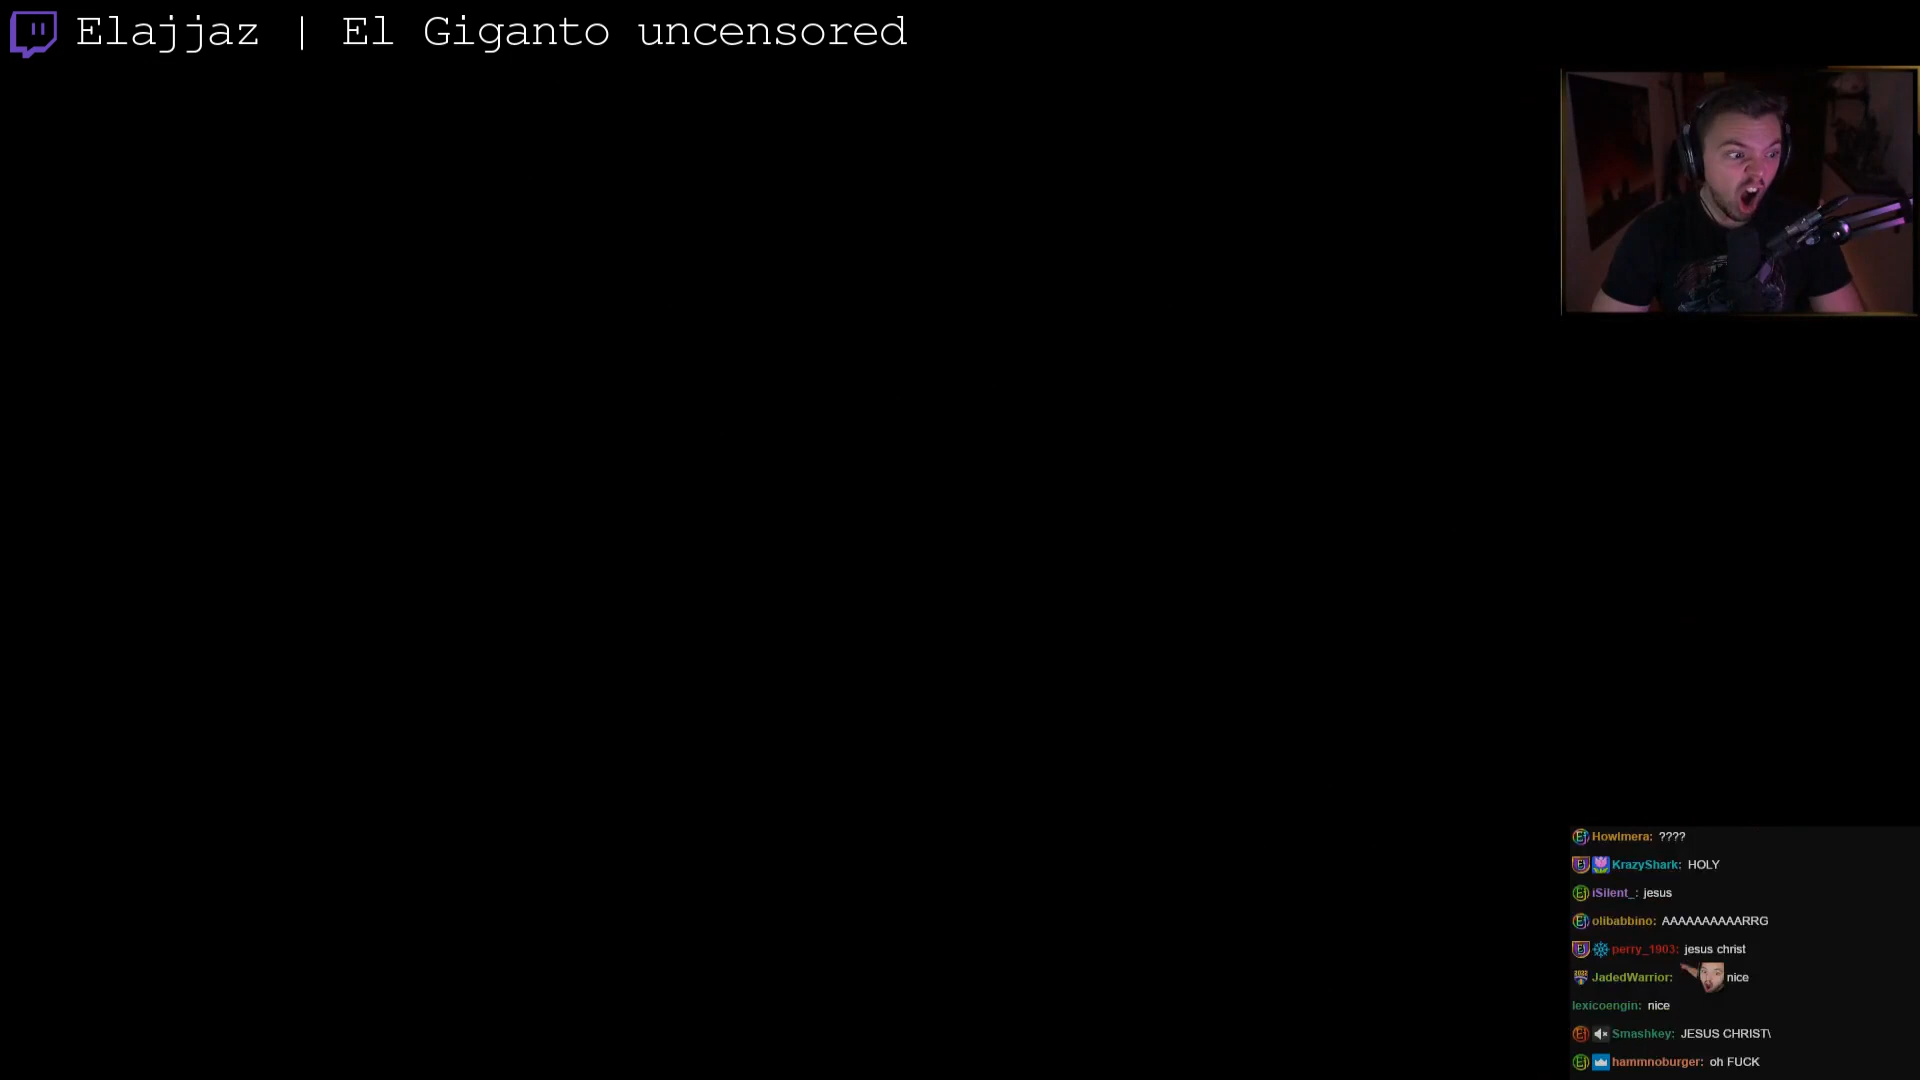 Elajjaz | El Giganto uncensored
Howlmera: ????
KrazyShark: HOLY
iSilent_: jesus
olibabbino: AAAAAAAAAARRG
perry_1903: jesus christ
JadedWarrior: nice
lexicoengin: nice
Smashkey: JESUS CHRIST\
hammnoburger: oh FUCK